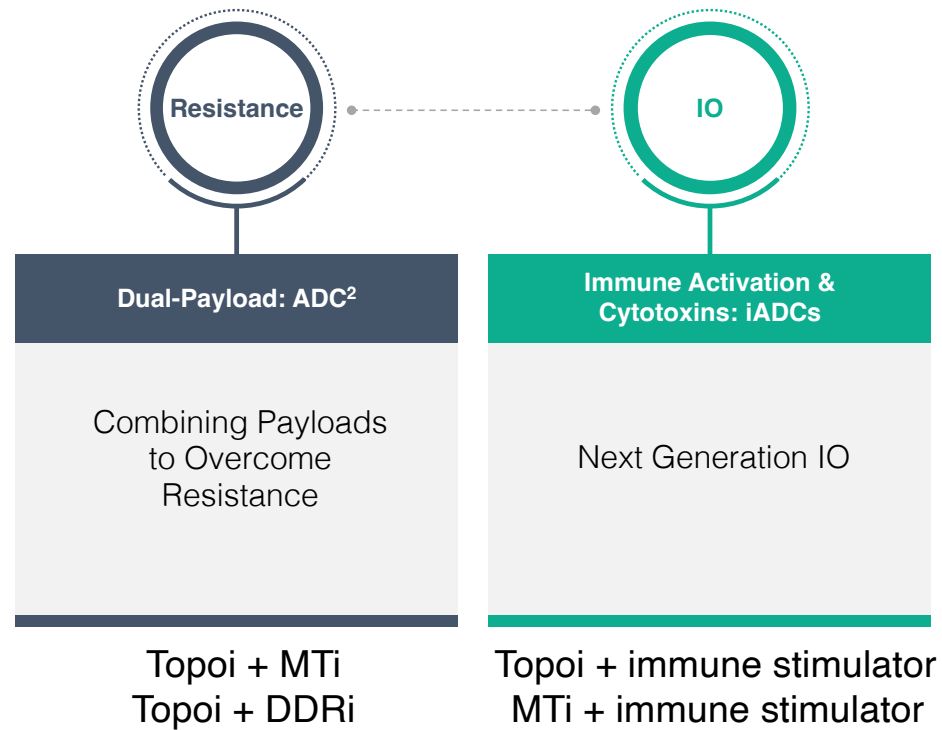 Resistance
IO
Dual-Payload: ADC²
Immune Activation &
Cytotoxins: iADCs
Combining Payloads
to Overcome
Resistance
Next Generation IO
Topoi + MTi
Topoi + DDRi
Topoi + immune stimulator
MTi + immune stimulator